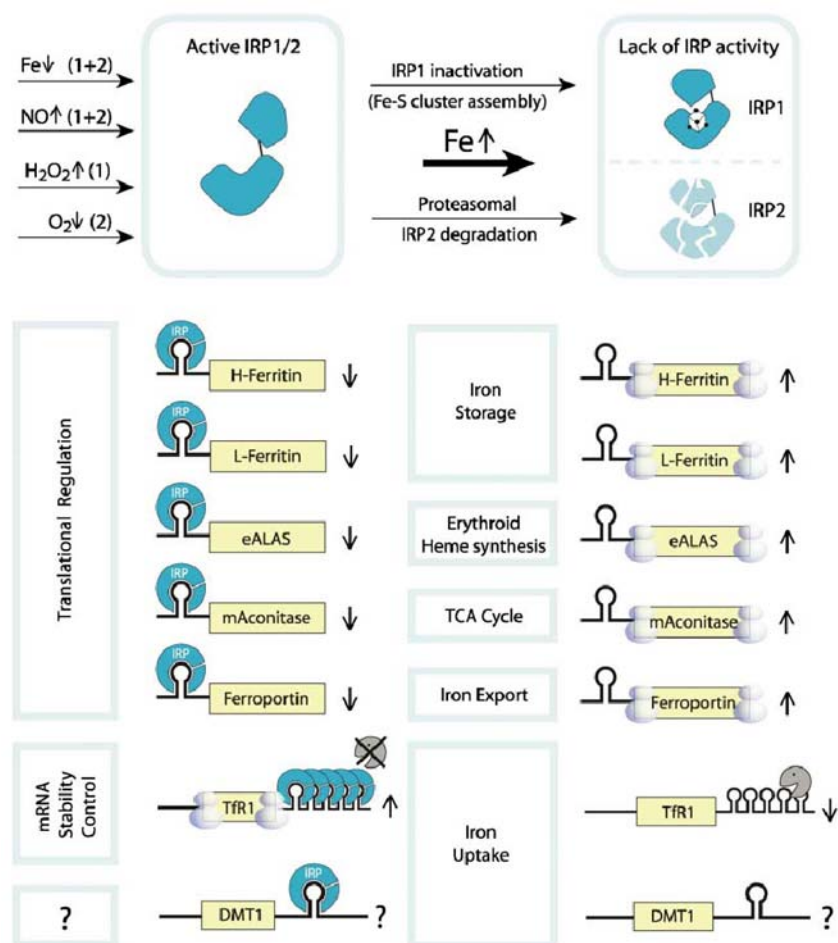 Active IRP1/2
Lack of IRP activity
Fe↓ (1+2)
NO↑ (1+2)
H₂O₂↑ (1)
O₂↓ (2)
IRP1 inactivation
(Fe-S cluster assembly)
Fe↑
Proteasomal
IRP2 degradation
IRP1
IRP2
Translational Regulation
IRP
H-Ferritin ↓
Iron
Storage
H-Ferritin ↑
IRP
L-Ferritin ↓
L-Ferritin ↑
IRP
eALAS ↓
Erythroid
Heme synthesis
eALAS ↑
IRP
mAconitase ↓
TCA Cycle
mAconitase ↑
IRP
Ferroportin ↓
Iron Export
Ferroportin ↑
mRNA
Stability
Control
TfR1 ↑
Iron
Uptake
TfR1 ↓
?
IRP
DMT1 ?
DMT1 ?